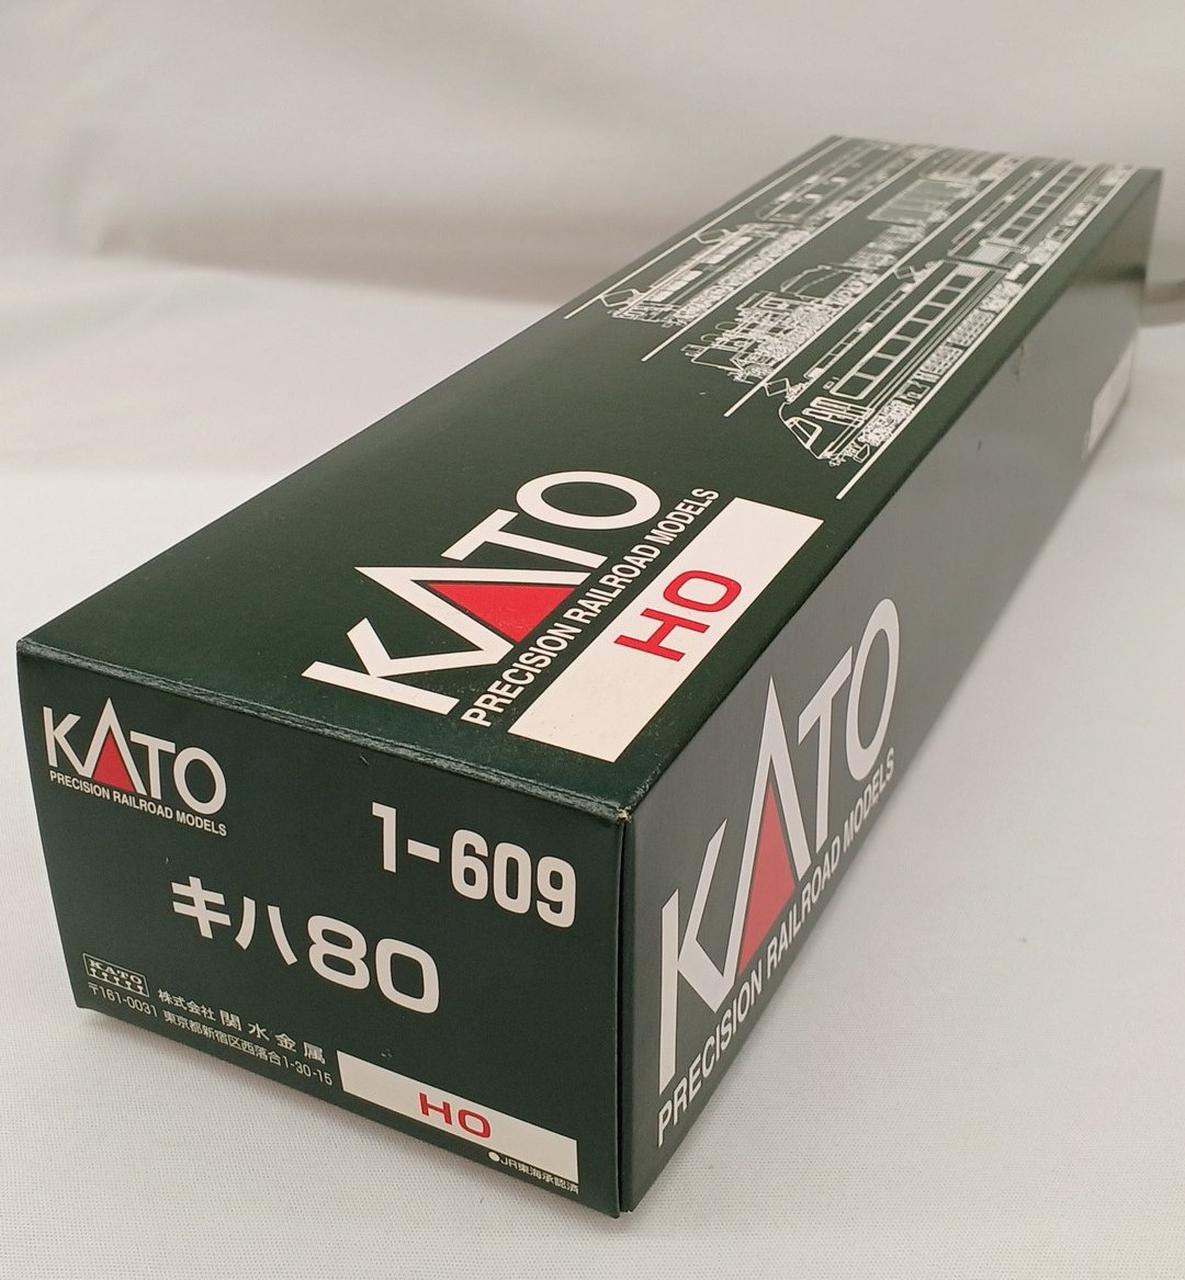 KATO
PRECISION RAILROAD MODELS
HO
KATO
PRECISION RAILROAD MODELS
1-609
キハ80
KATO
株式会社 関水金属
〒161-0031 東京都新宿区西落合1-30-15
HO
●JR東海承認済
KATO
PRECISION RAILROAD MODELS